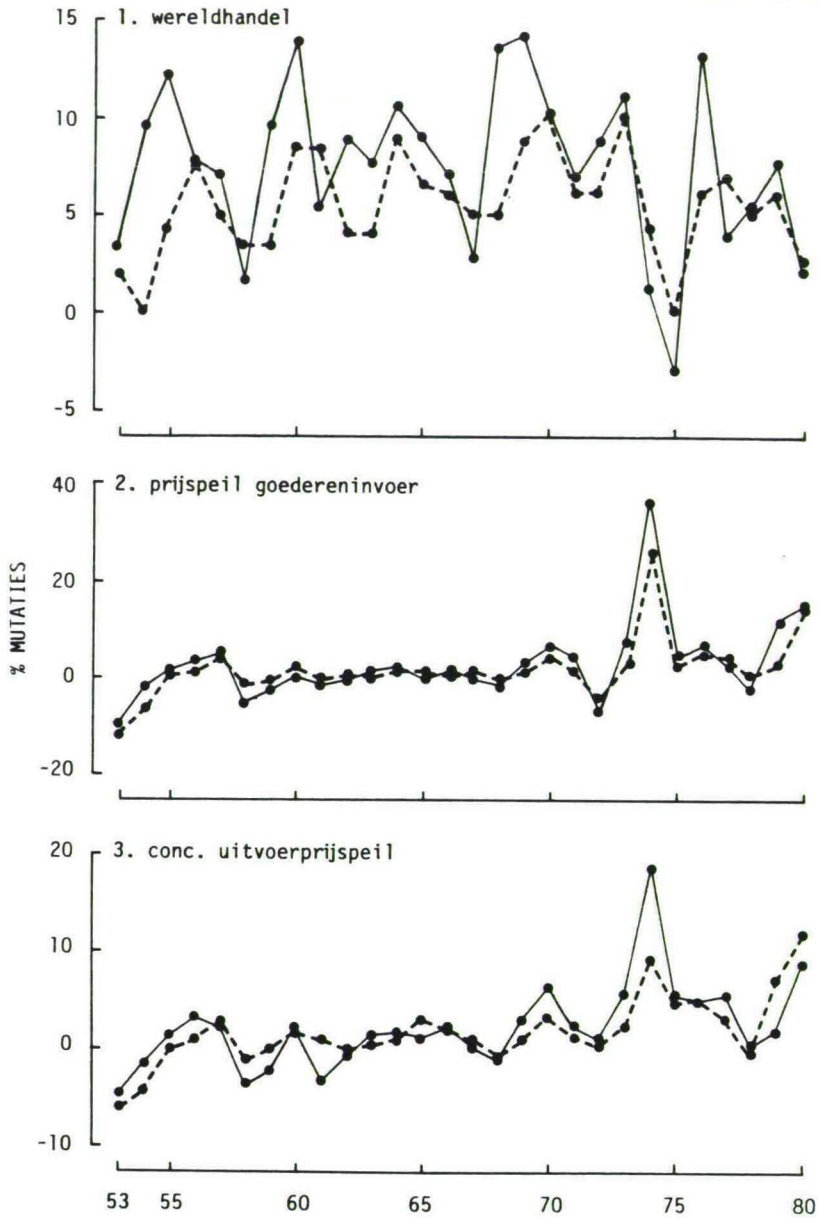 15
1. wereldhandel
10
5
0
-5
40
2. prijspeil goedereninvoer
20
0
-20
% MUTATIES
20
3. conc. uitvoerprijspeil
10
0
-10
53 55 60 65 70 75 80